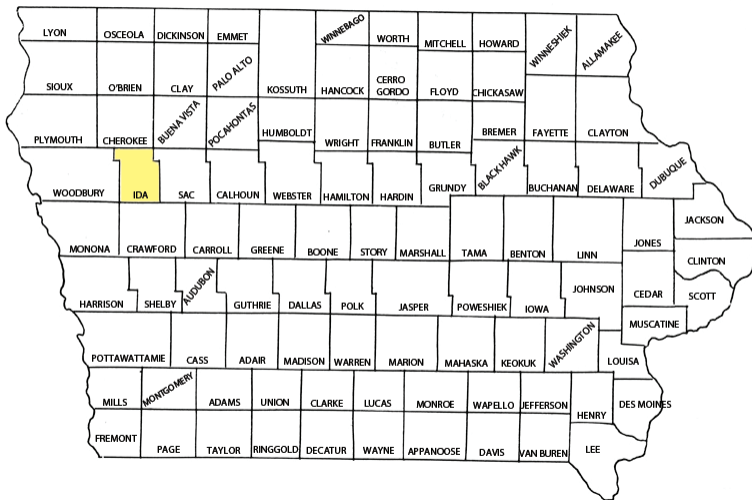 LYON OSCEOLA DICKINSON EMMET WINNEBAGO WORTH MITCHELL HOWARD WINNESHIEK ALLAMAKEE
SIOUX O'BRIEN CLAY PALO ALTO KOSSUTH HANCOCK CERRO GORDO FLOYD CHICKASAW
PLYMOUTH CHEROKEE BUENA VISTA POCAHONTAS HUMBOLDT WRIGHT FRANKLIN BUTLER BREMER FAYETTE CLAYTON
WOODBURY IDA SAC CALHOUN WEBSTER HAMILTON HARDIN GRUNDY BLACK HAWK BUCHANAN DELAWARE DUBUQUE
MONONA CRAWFORD CARROLL GREENE BOONE STORY MARSHALL TAMA BENTON LINN JONES JACKSON
CLINTON
HARRISON SHELBY AUDUBON GUTHRIE DALLAS POLK JASPER POWESHIEK IOWA JOHNSON CEDAR SCOTT
MUSCATINE
POTTAWATTAMIE CASS ADAIR MADISON WARREN MARION MAHASKA KEOKUK WASHINGTON LOUISA
MILLS MONTGOMERY ADAMS UNION CLARKE LUCAS MONROE WAPELLO JEFFERSON HENRY DES MOINES
FREMONT PAGE TAYLOR RINGGOLD DECATUR WAYNE APPANOOSE DAVIS VAN BUREN LEE